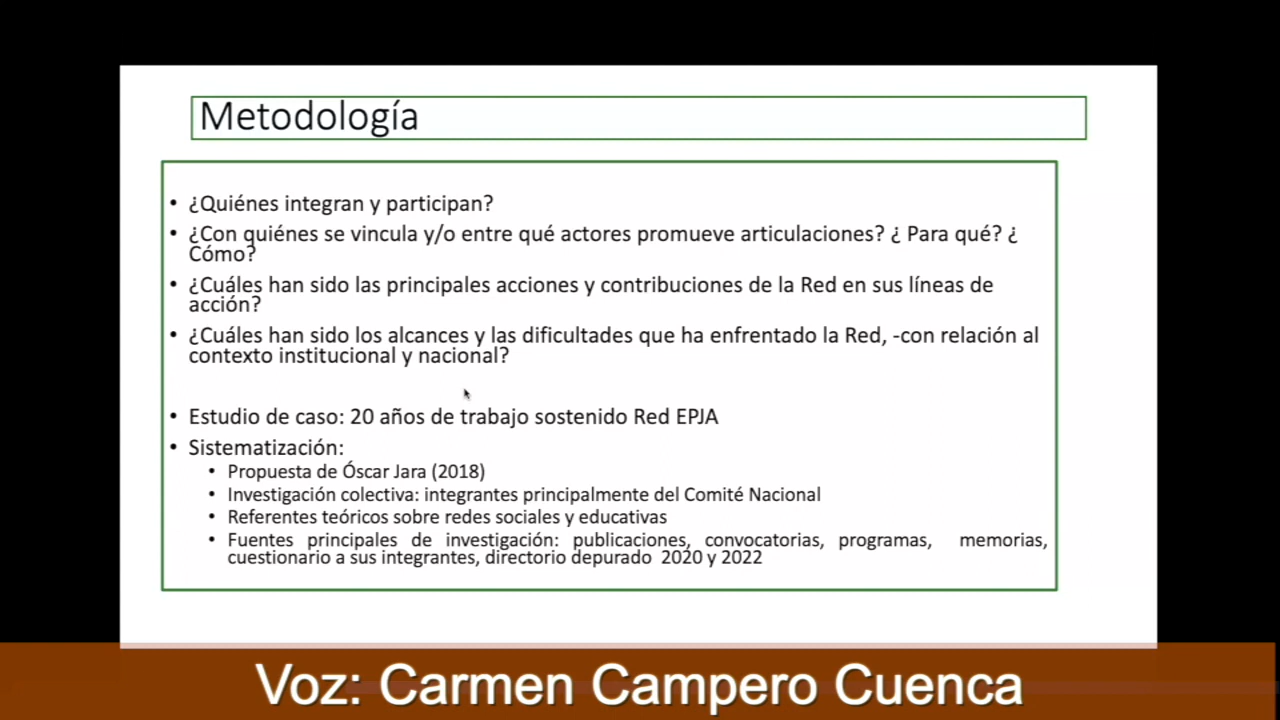 Metodología
• ¿Quiénes integran y participan?
• ¿Con quiénes se vincula y/o entre qué actores promueve articulaciones? ¿ Para qué? ¿
Cómo?
• ¿Cuáles han sido las principales acciones y contribuciones de la Red en sus líneas de
acción?
• ¿Cuáles han sido los alcances y las dificultades que ha enfrentado la Red, -con relación al
contexto institucional y nacional?
• Estudio de caso: 20 años de trabajo sostenido Red EPJA
• Sistematización:
• Propuesta de Óscar Jara (2018)
• Investigación colectiva: integrantes principalmente del Comité Nacional
• Referentes teóricos sobre redes sociales y educativas
• Fuentes principales de investigación: publicaciones, convocatorias, programas, memorias,
cuestionario a sus integrantes, directorio depurado 2020 y 2022
Voz: Carmen Campero Cuenca